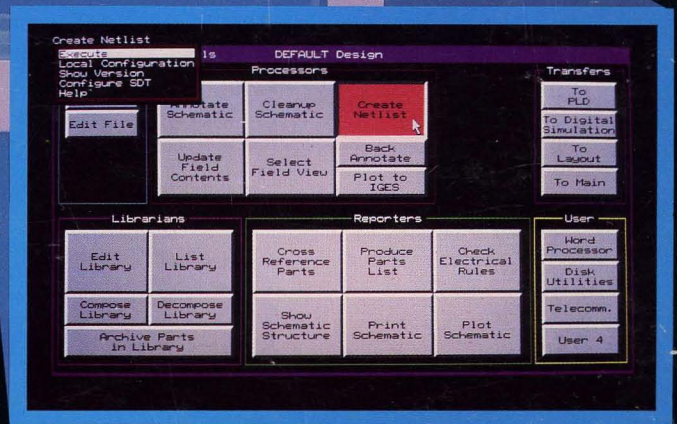 Create Netlist
Execute
Local Configuration
Show Version
Configure SDT
Help
ls DEFAULT Design
Processors
Transfers
Edit File
Annotate
Schematic
Cleanup
Schematic
Create
Netlist
Update
Field
Contents
Select
Field View
Back
Annotate
Plot to
IGES
To
PLD
To Digital
Simulation
To
Layout
To Main
Librarians
Edit
Library
List
Library
Compose
Library
Decompose
Library
Archive Parts
in Library
Reporters
Cross
Reference
Parts
Produce
Parts
List
Check
Electrical
Rules
Show
Schematic
Structure
Print
Schematic
Plot
Schematic
User
Word
Processor
Disk
Utilities
Telecomm.
User 4